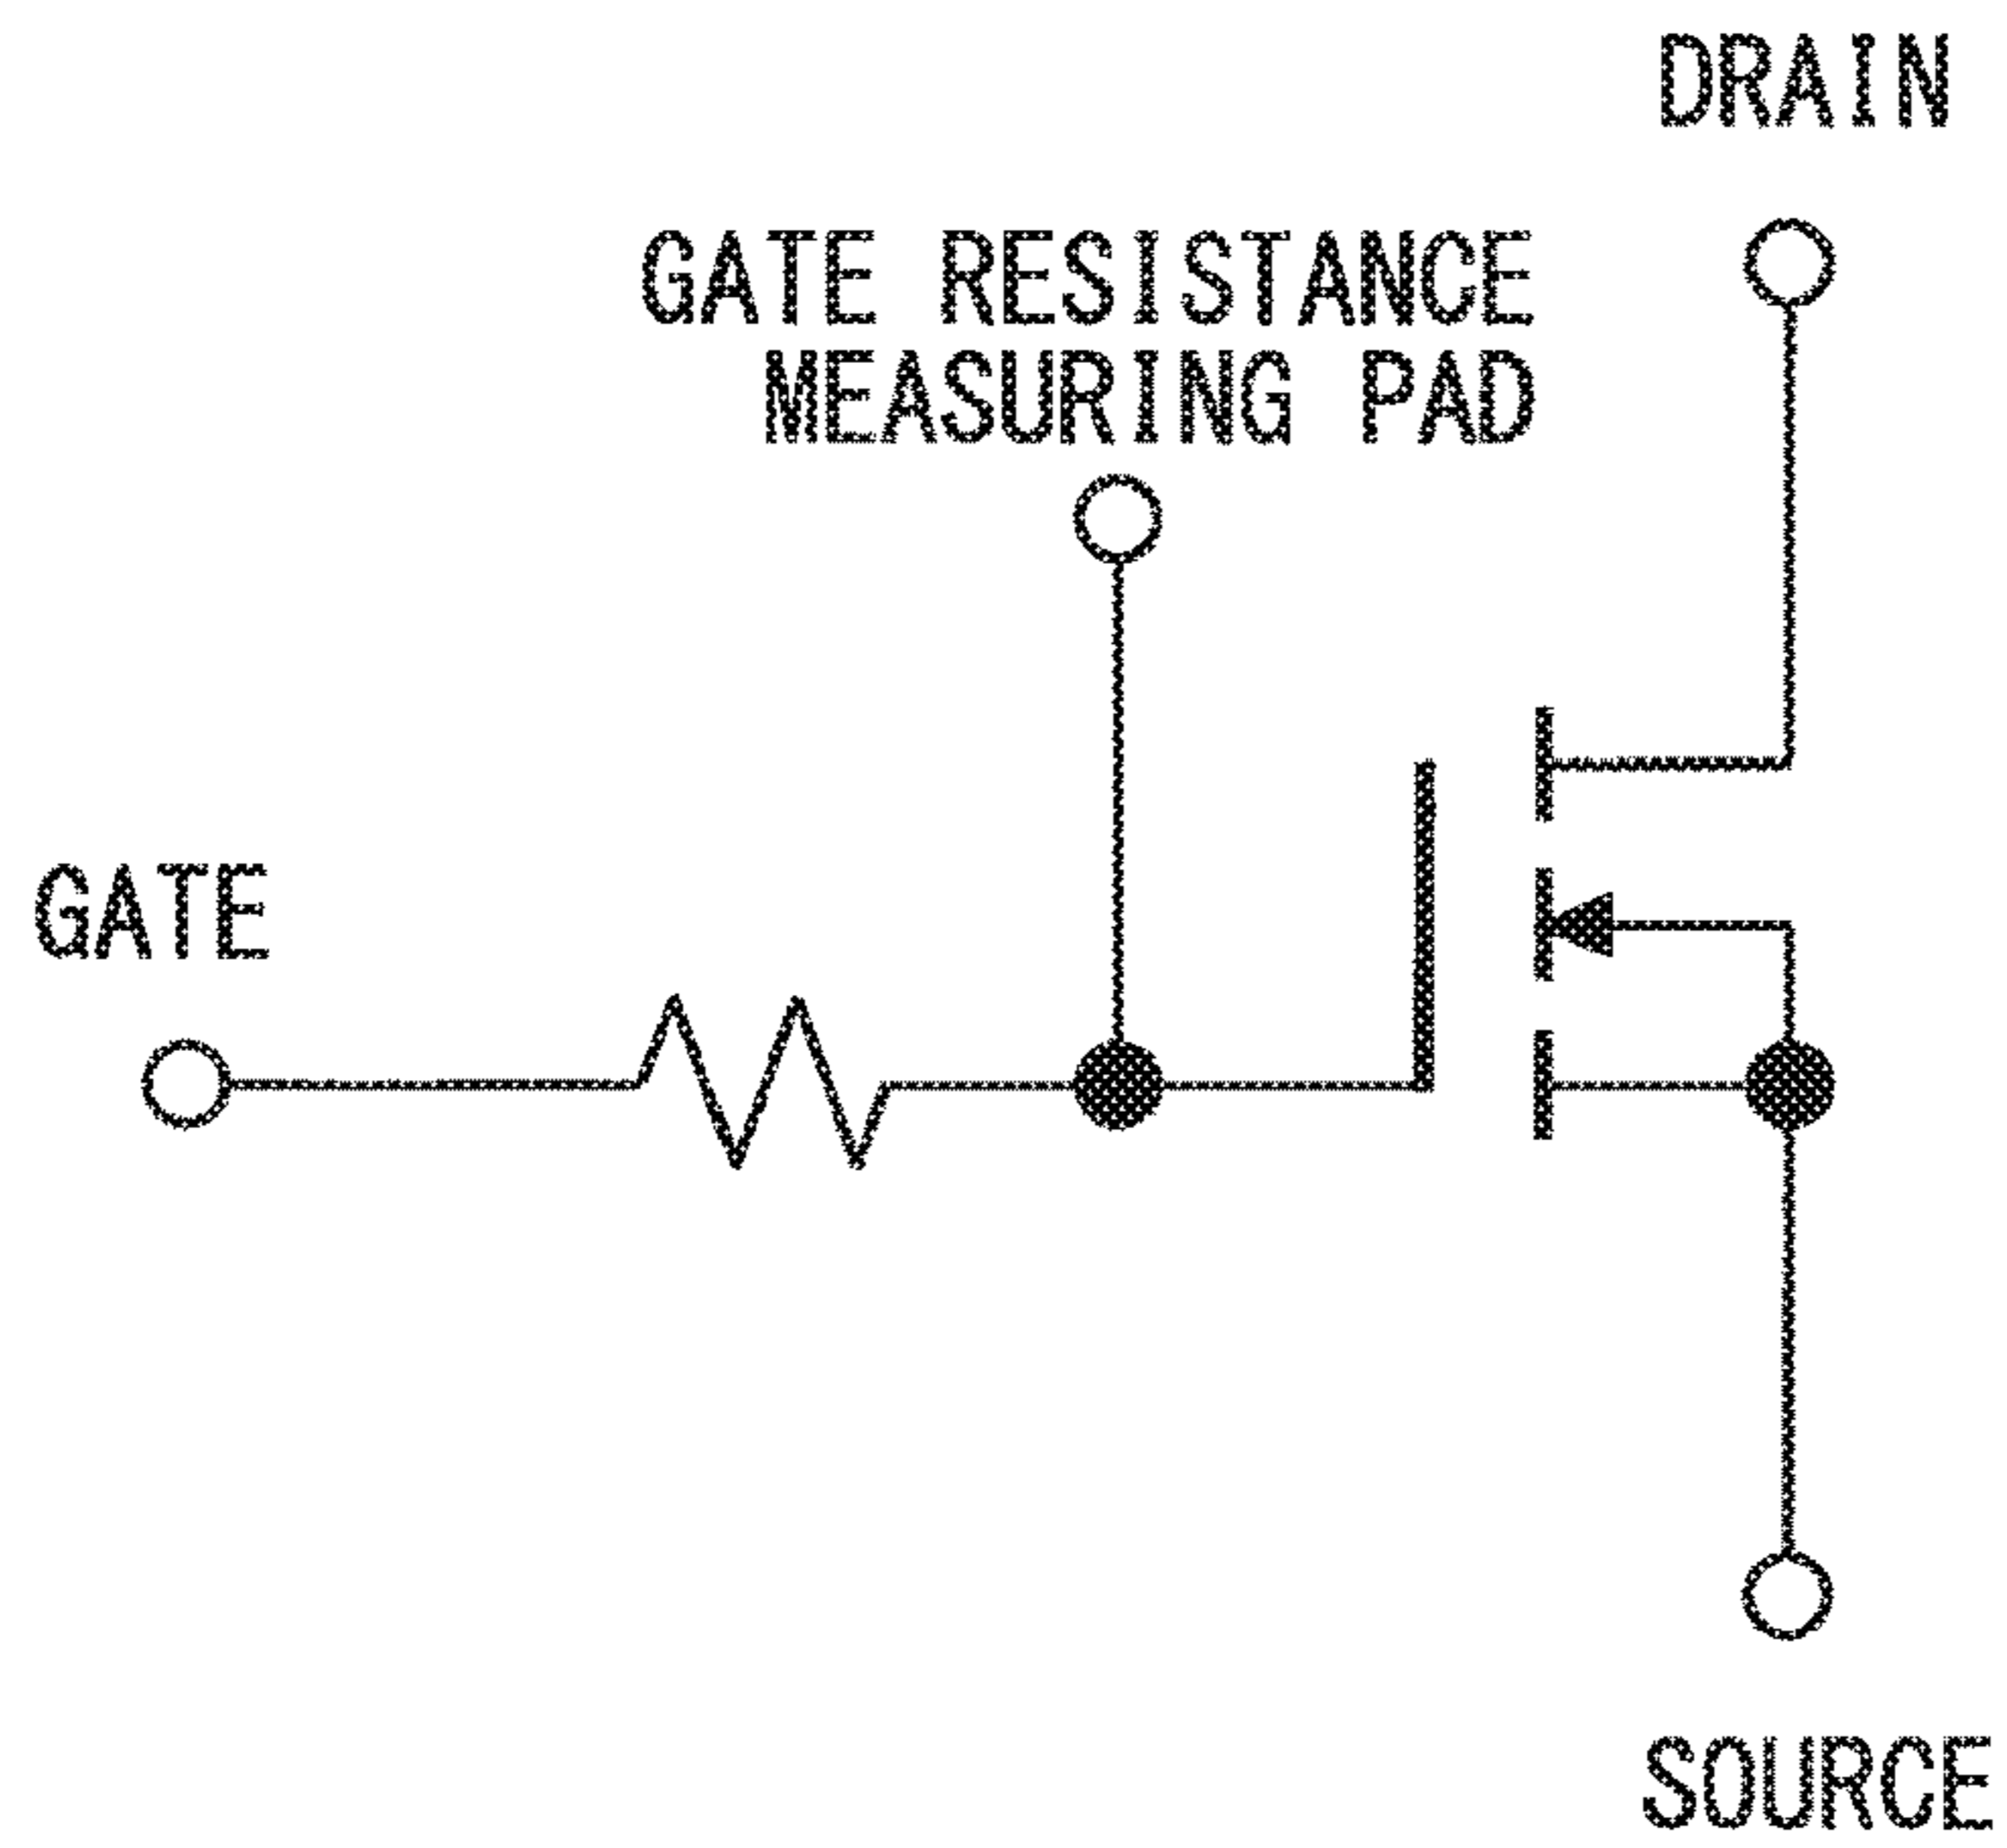 DRAIN
GATE RESISTANCE
MEASURING PAD
GATE
SOURCE